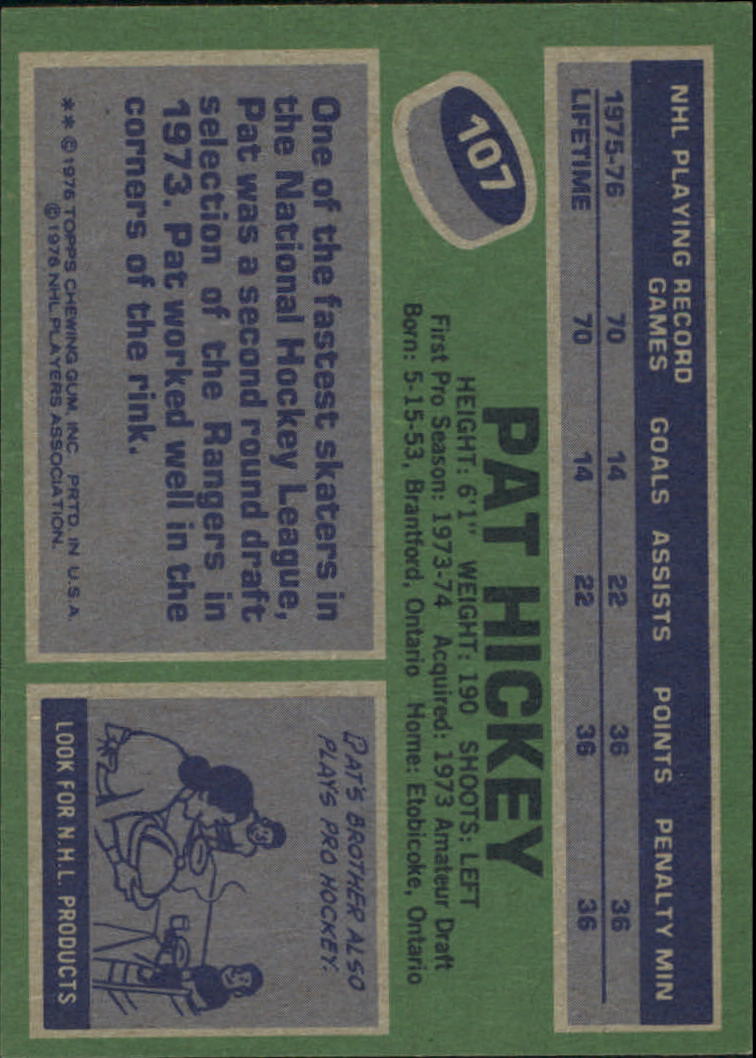 NHL PLAYING RECORD
GAMES GOALS ASSISTS POINTS PENALTY MIN
1975-76 70 14 22 36 36
LIFETIME 70 14 22 36 36
107
PAT HICKEY
HEIGHT: 6'1" WEIGHT: 190 SHOOTS: LEFT
First Pro Season: 1973-74 Acquired: 1973 Amateur Draft
Born: 5-15-53, Brantford, Ontario Home: Etobicoke, Ontario
One of the fastest skaters in
the National Hockey League,
Pat was a second round draft
selection of the Rangers in
1973. Pat worked well in the
corners of the rink.
** © 1976 TOPPS CHEWING GUM, INC. PRTD. IN U.S.A.
© 1976 NHL PLAYERS ASSOCIATION.
PAT'S BROTHER ALSO
PLAYS PRO HOCKEY.
LOOK FOR N.H.L. PRODUCTS